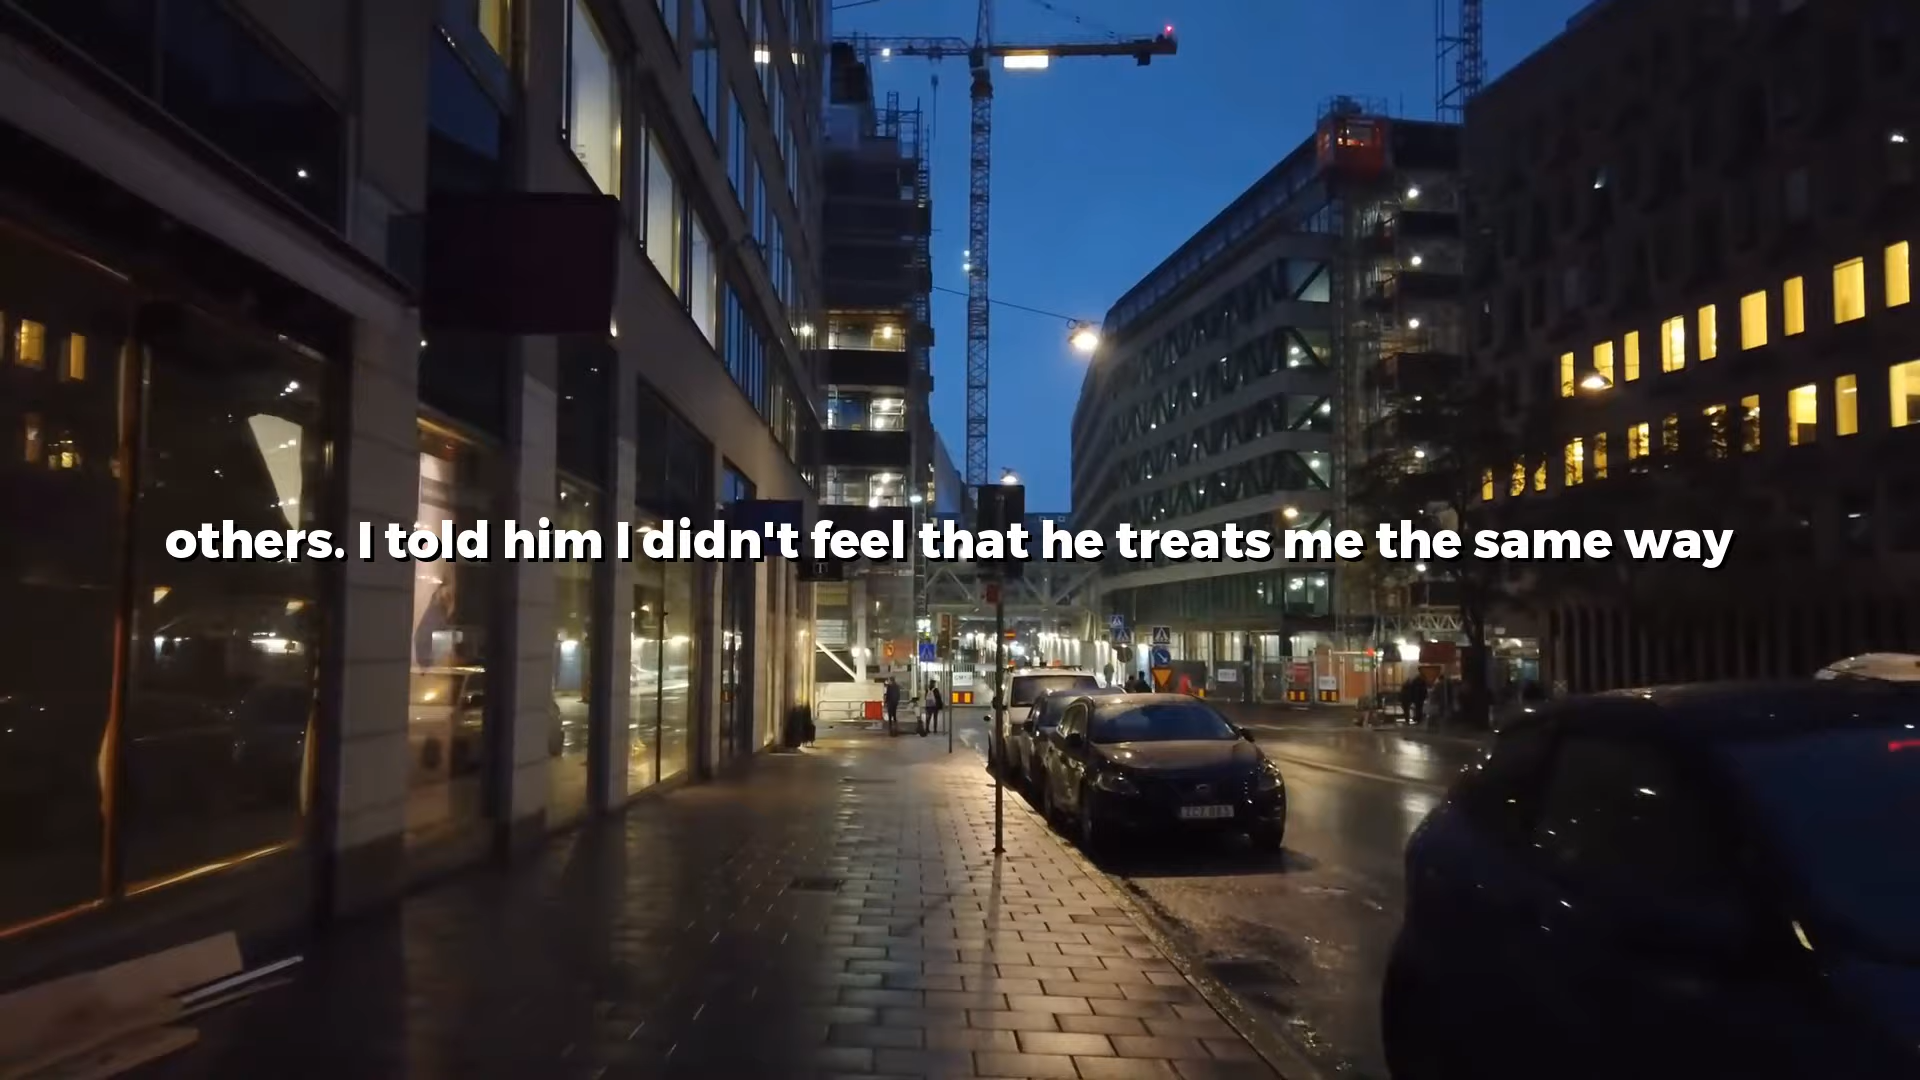 others. I told him I didn't feel that he treats me the same way